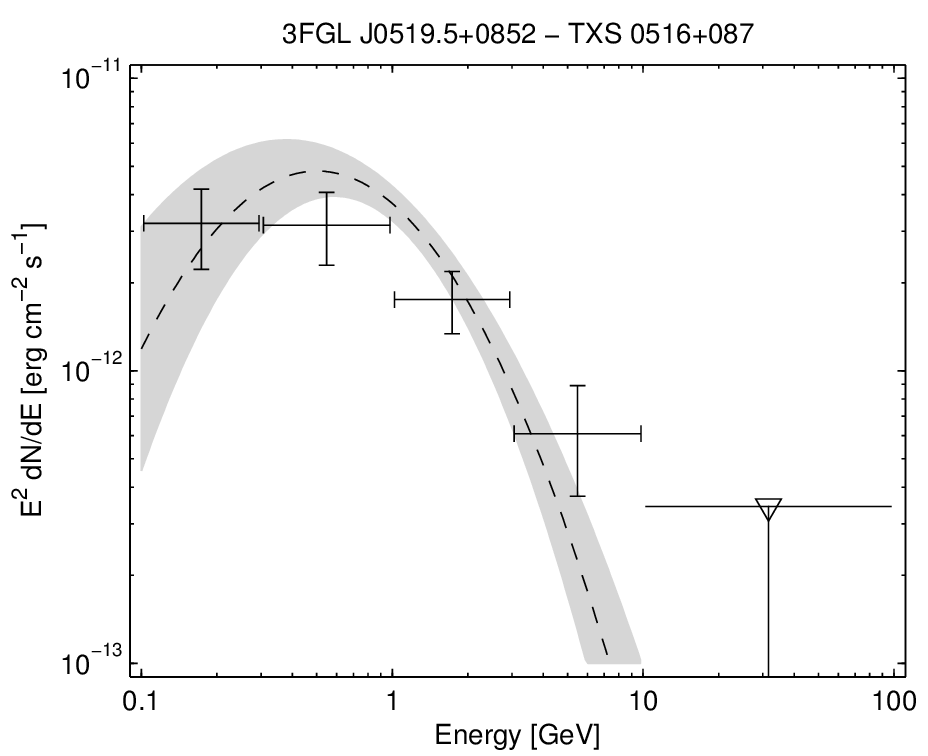 3FGL J0519.5+0852 − TXS 0516+087
10⁻¹¹
10⁻¹²
10⁻¹³
E² dN/dE [erg cm⁻² s⁻¹]
0.1 1 10 100
Energy [GeV]